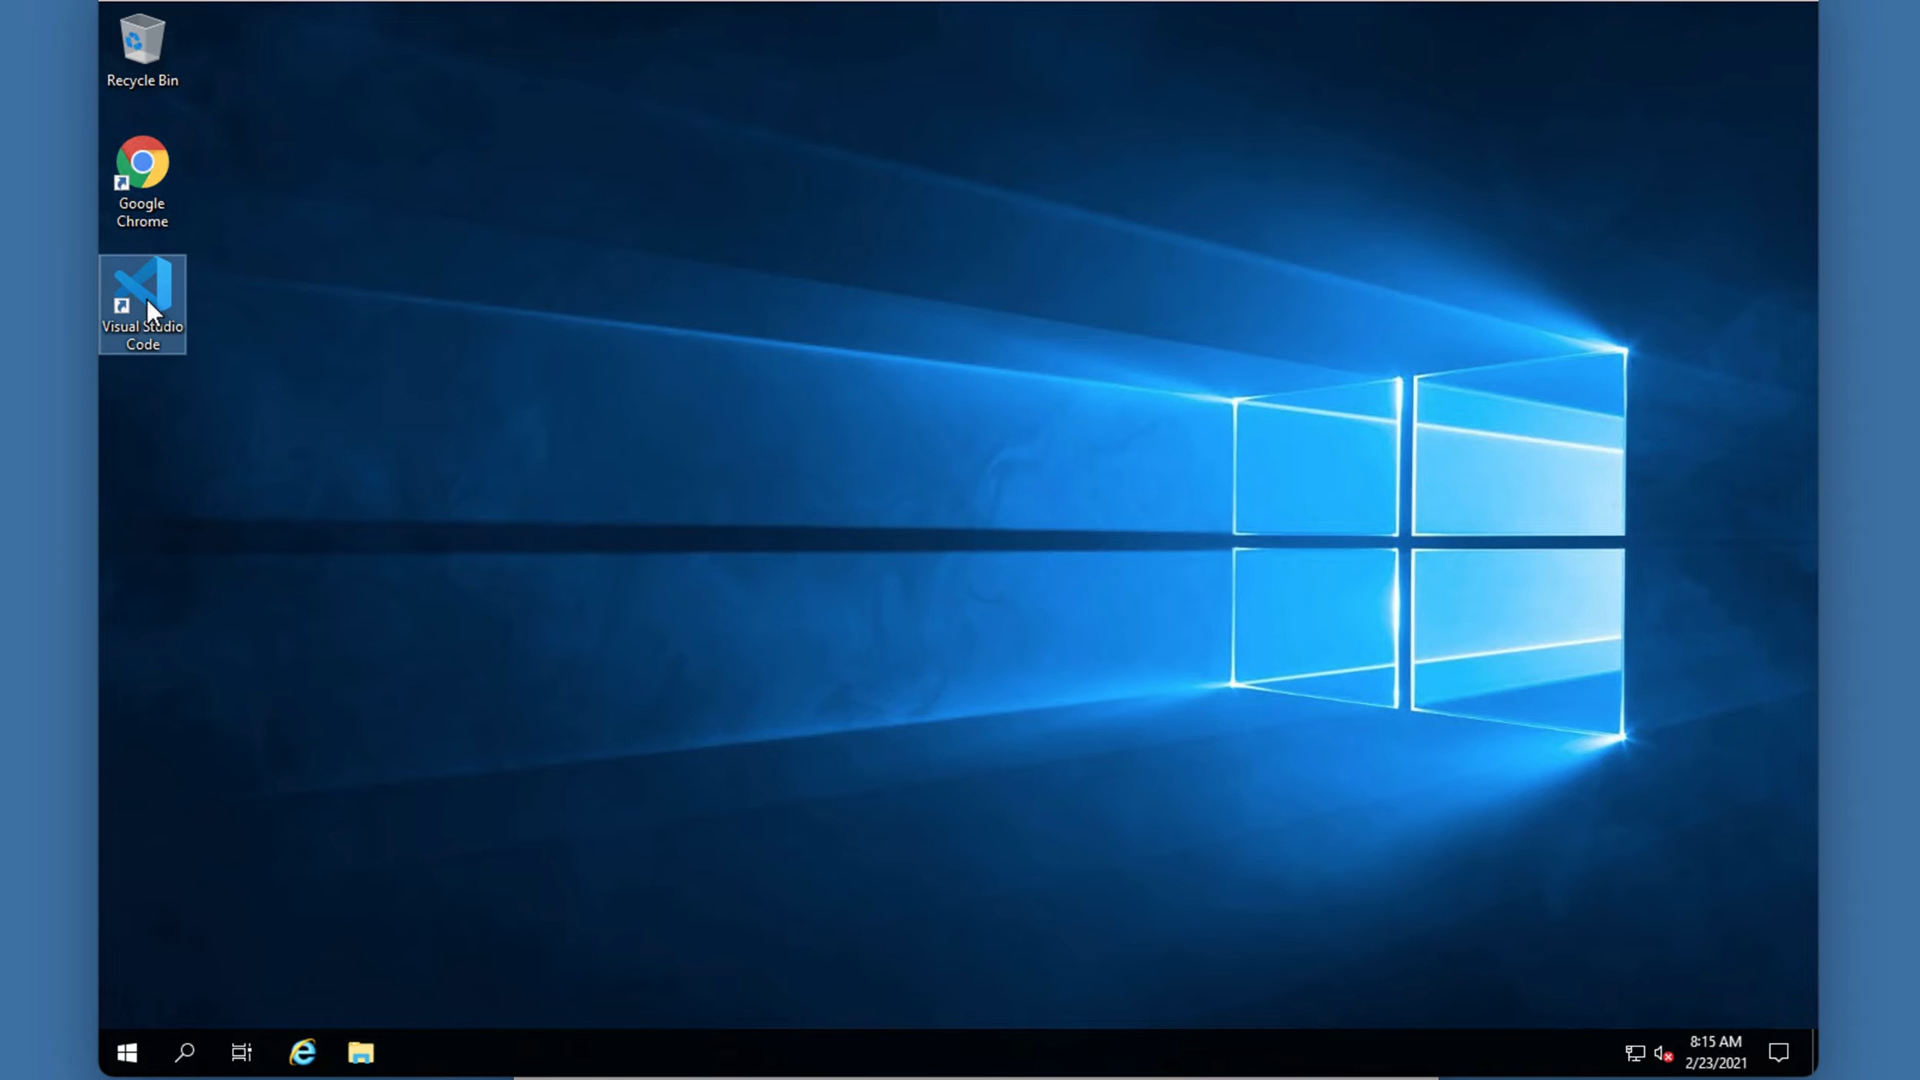 Recycle Bin
Google
Chrome
Visual Studio
Code
8:15 AM
2/23/2021